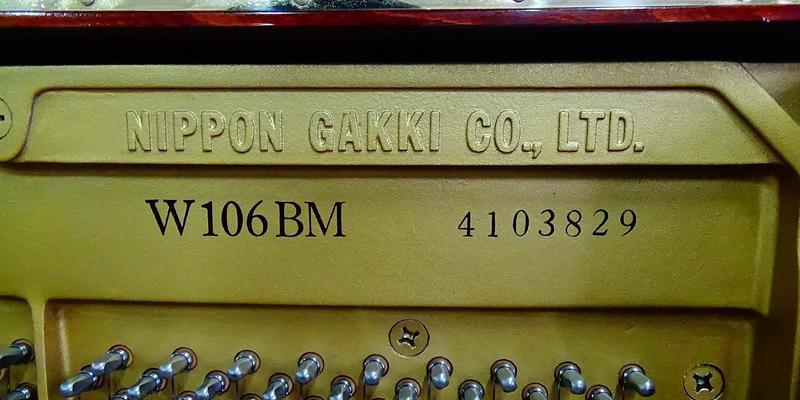 NIPPON GAKKI CO., LTD.
W106BM 4103829